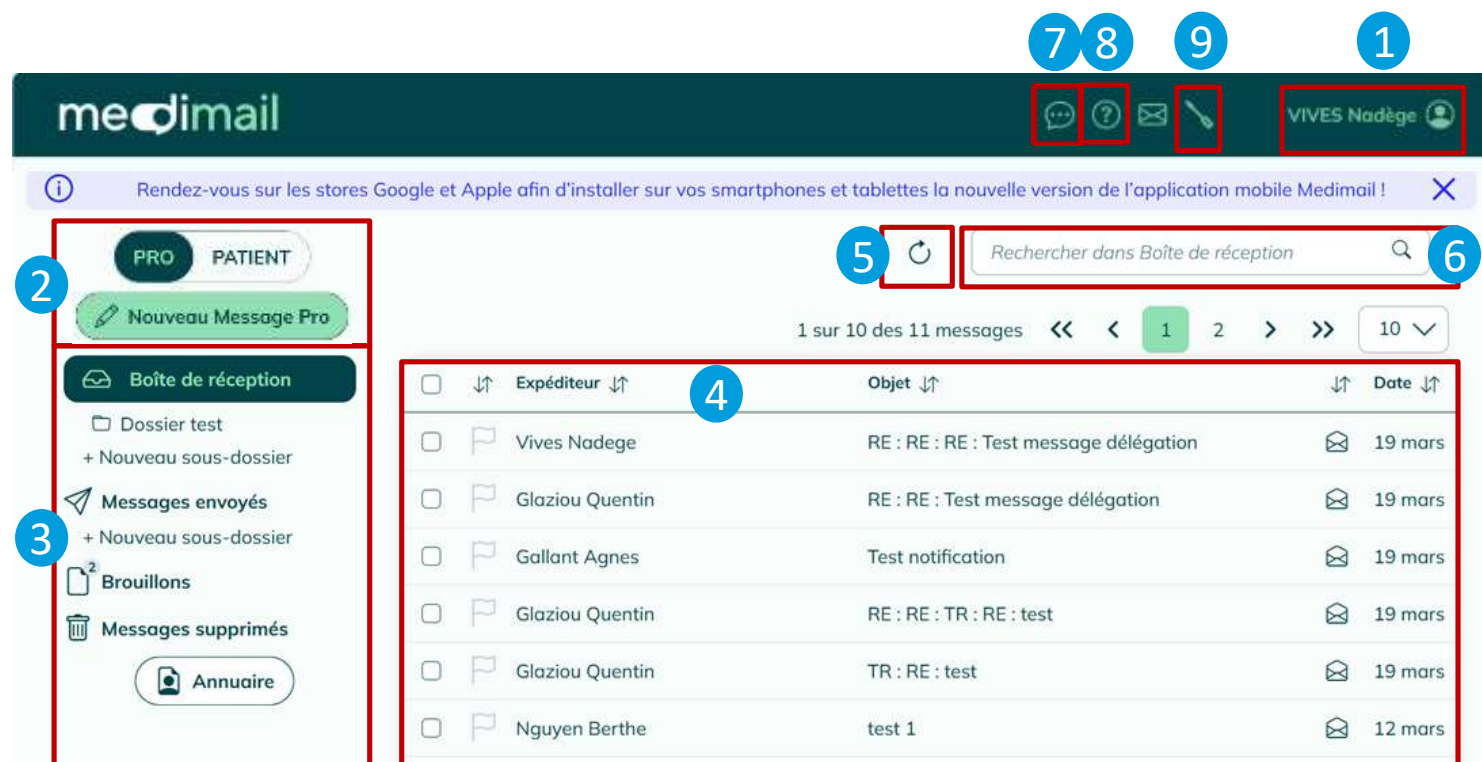 7 8 9 1
medimail
VIVES Nadège
Rendez-vous sur les stores Google et Apple afin d'installer sur vos smartphones et tablettes la nouvelle version de l'application mobile Medimail !
2
PRO PATIENT
Nouveau Message Pro
5
Rechercher dans Boîte de réception
6
1 sur 10 des 11 messages 1 2 10
3
Boîte de réception
Dossier test
+ Nouveau sous-dossier
Messages envoyés
+ Nouveau sous-dossier
2
Brouillons
Messages supprimés
Annuaire
4
Expéditeur Objet Date
Vives Nadege RE : RE : RE : Test message délégation 19 mars
Glaziou Quentin RE : RE : Test message délégation 19 mars
Gallant Agnes Test notification 19 mars
Glaziou Quentin RE : RE : TR : RE : test 19 mars
Glaziou Quentin TR : RE : test 19 mars
Nguyen Berthe test 1 12 mars